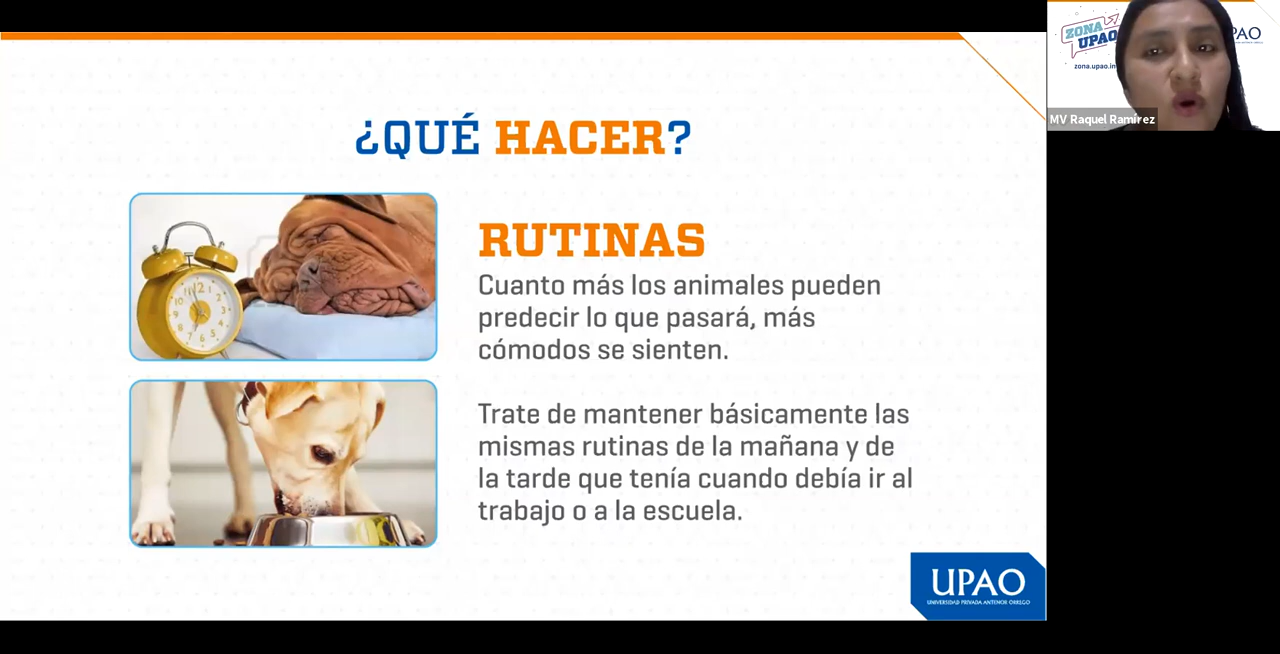 ZONA
UPAO
PAO
zona.upao.in
MV Raquel Ramírez
¿QUÉ HACER?
RUTINAS
Cuanto más los animales pueden
predecir lo que pasará, más
cómodos se sienten.
Trate de mantener básicamente las
mismas rutinas de la mañana y de
la tarde que tenía cuando debía ir al
trabajo o a la escuela.
UPAO
UNIVERSIDAD PRIVADA ANTENOR ORREGO